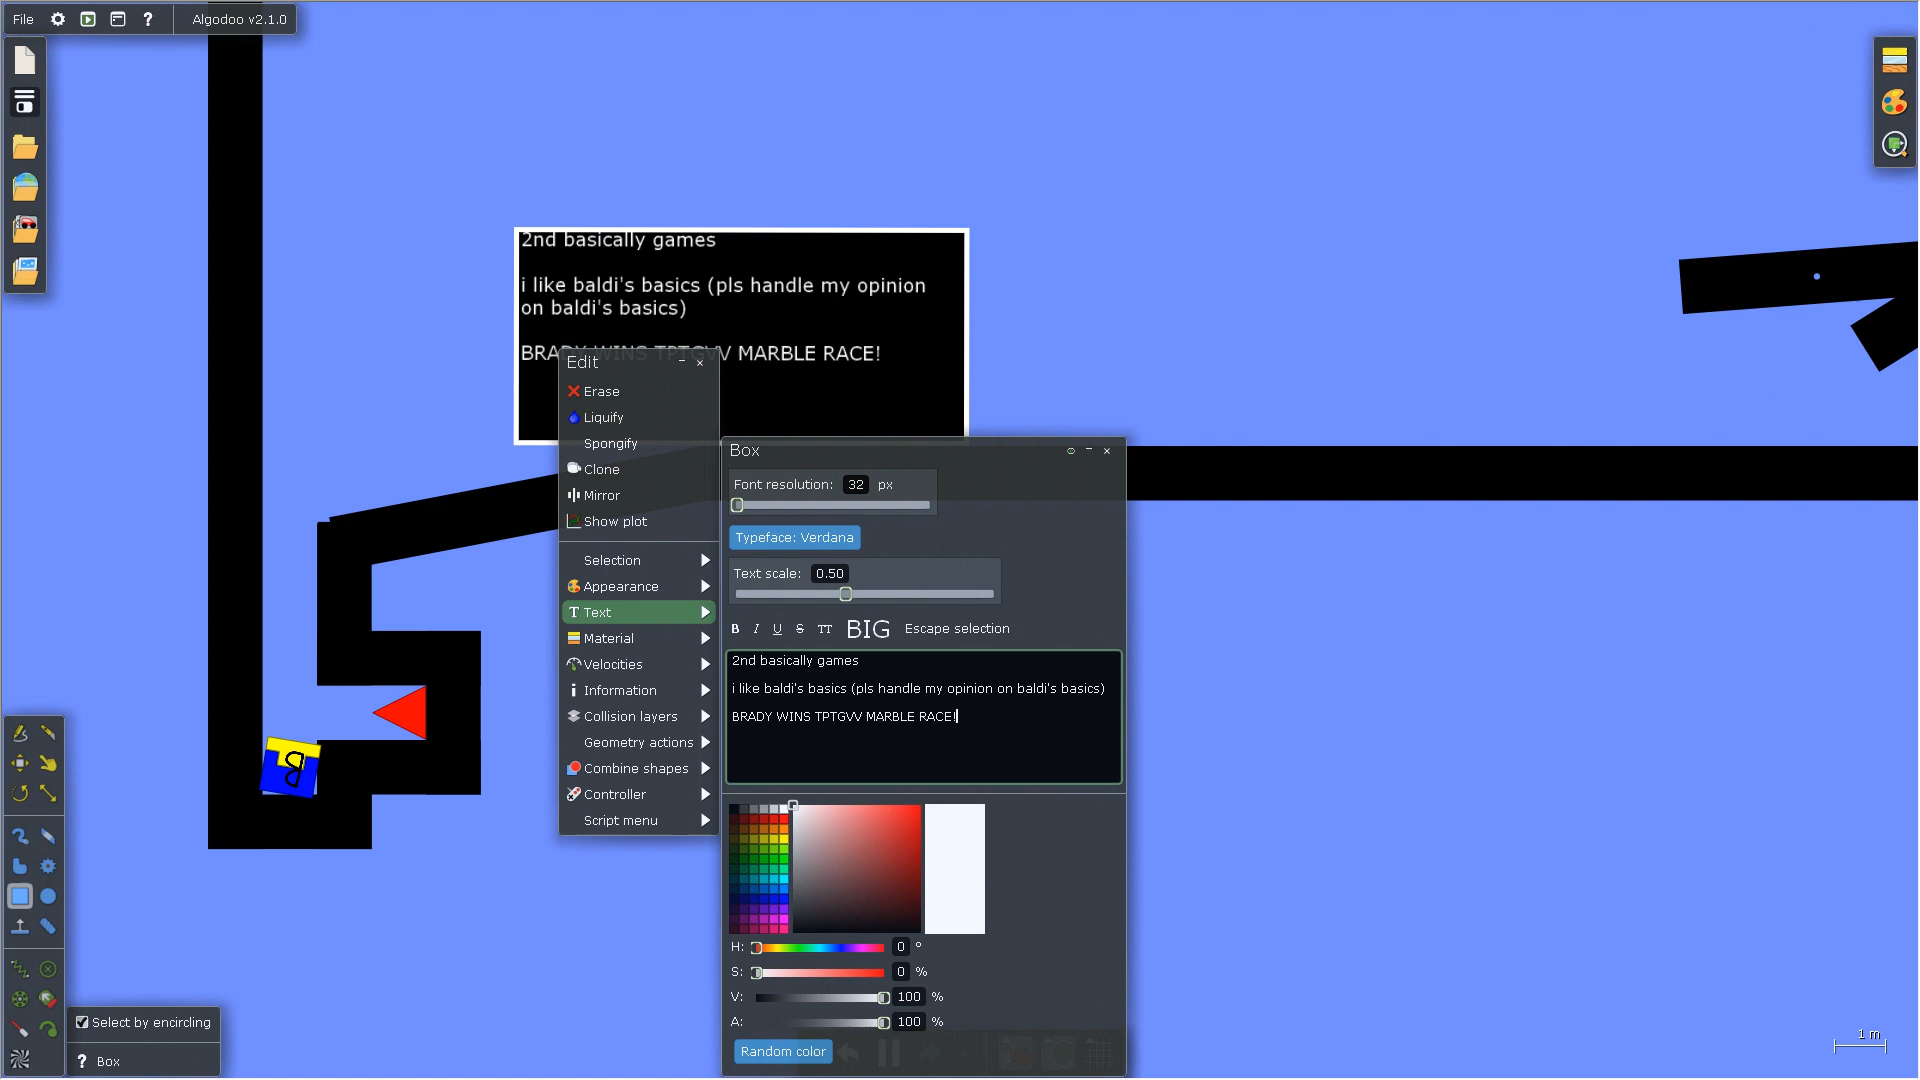 File
?
Algodoo v2.1.0
2nd basically games
i like baldi's basics (pls handle my opinion
on baldi's basics)
BRADY WINS TPTGVV MARBLE RACE!
Edit
Erase
Liquify
Spongify
Clone
Mirror
Show plot
Selection
Appearance
T Text
Material
Velocities
Information
Collision layers
Geometry actions
Combine shapes
Controller
Script menu
Box
Font resolution: 32 px
Typeface: Verdana
Text scale: 0.50
B I U S TT BIG Escape selection
2nd basically games
i like baldi's basics (pls handle my opinion on baldi's basics)
BRADY WINS TPTGVV MARBLE RACE!
H: 0 °
S: 0 %
V: 100 %
A: 100 %
Random color
B
Select by encircling
? Box
1 m